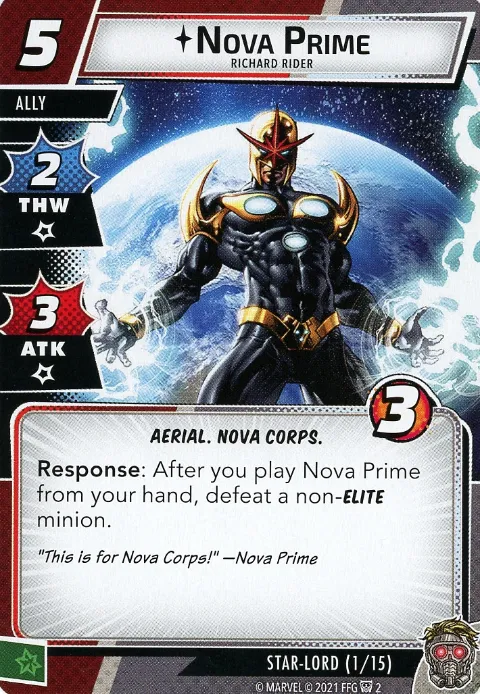 5
NOVA PRIME
RICHARD RIDER
ALLY
2
THW
3
ATK
3
AERIAL. NOVA CORPS.
Response: After you play Nova Prime
from your hand, defeat a non-ELITE
minion.
"This is for Nova Corps!" —Nova Prime
STAR-LORD (1/15)
© MARVEL © 2021 FFG 2